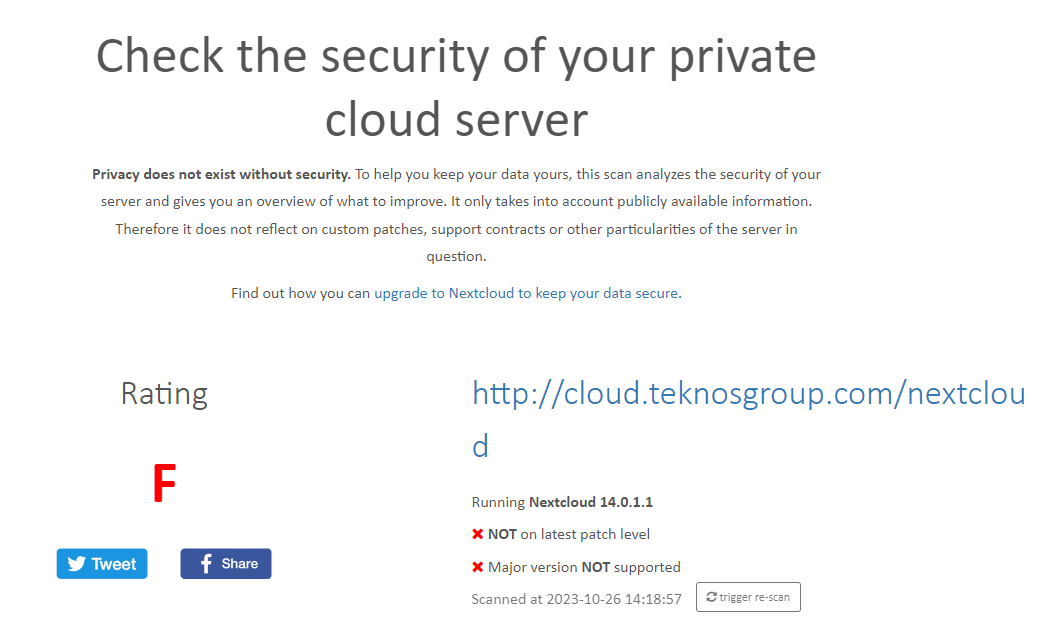 Check the security of your private
cloud server
Privacy does not exist without security. To help you keep your data yours, this scan analyzes the security of your
server and gives you an overview of what to improve. It only takes into account publicly available information.
Therefore it does not reflect on custom patches, support contracts or other particularities of the server in
question.
Find out how you can upgrade to Nextcloud to keep your data secure.
Rating
F
Tweet
Share
http://cloud.teknosgroup.com/nextclou
d
Running Nextcloud 14.0.1.1
NOT on latest patch level
Major version NOT supported
Scanned at 2023-10-26 14:18:57
trigger re-scan